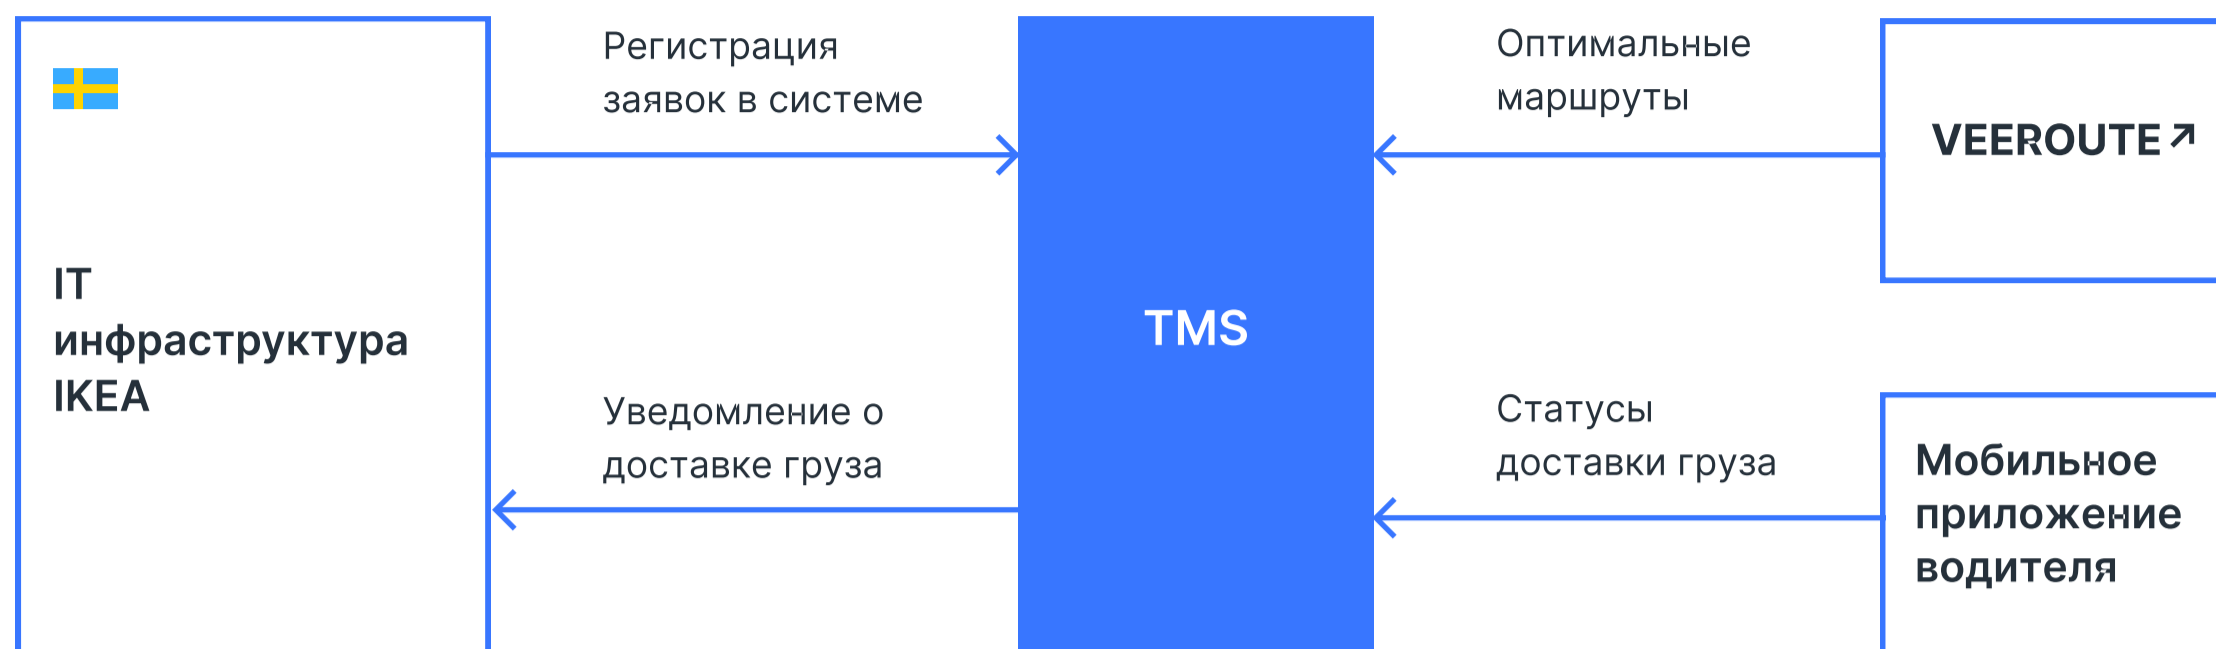 IT
инфраструктура
IKEA
Регистрация
заявок в системе
Уведомление о
доставке груза
TMS
Оптимальные
маршруты
Статусы
доставки груза
VEEROUTE↗
Мобильное
приложение
водителя